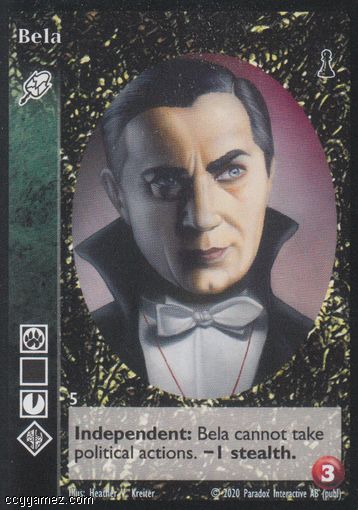 Bela
5
Independent: Bela cannot take
political actions. –1 stealth.
3
Illus: Heather V. Kreiter © 2020 Paradox Interactive AB (publ)
ccgygamez.com